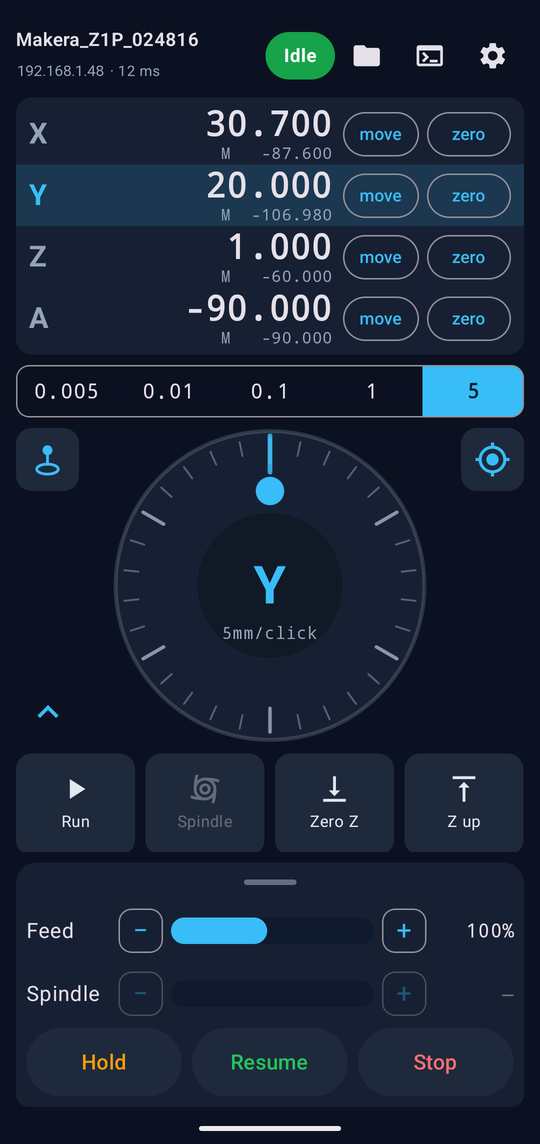 Makera_Z1P_024816
192.168.1.48 · 12 ms
Idle
X 30.700 move zero
M -87.600
Y 20.000 move zero
M -106.980
Z 1.000 move zero
M -60.000
A -90.000 move zero
M -90.000
0.005 0.01 0.1 1 5
Y
5mm/click
Run Spindle Zero Z Z up
Feed − + 100%
Spindle − + –
Hold Resume Stop